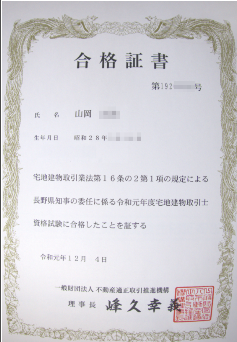 合格証書
第192 号
氏名 山岡
生年月日 昭和28年
宅地建物取引業法第16条の2第1項の規定による
長野県知事の委任に係る令和元年度宅地建物取引士
資格試験に合格したことを証する
令和元年12月 4日
一般財団法人 不動産適正取引推進機構
理事長 峰久幸義